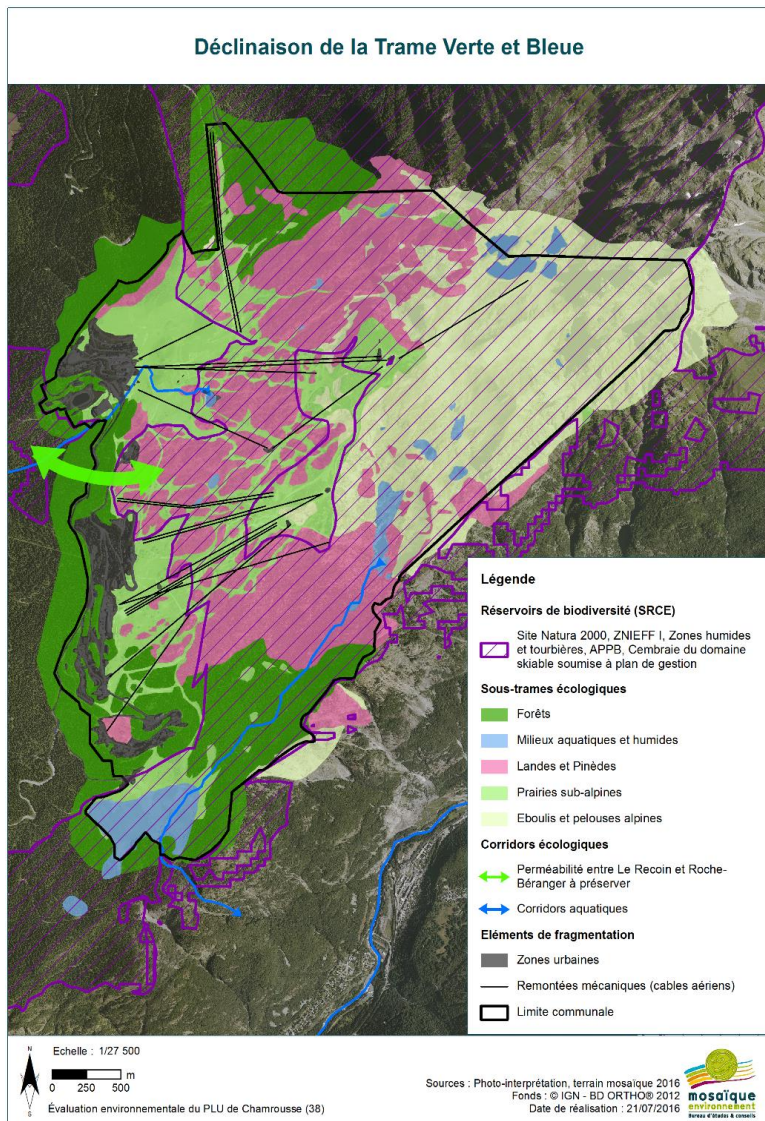 Déclinaison de la Trame Verte et Bleue
Légende
Réservoirs de biodiversité (SRCE)
Site Natura 2000, ZNIEFF I, Zones humides
et tourbières, APPB, Cembraie du domaine
skiable soumise à plan de gestion
Sous-trames écologiques
Forêts
Milieux aquatiques et humides
Landes et Pinèdes
Prairies sub-alpines
Eboulis et pelouses alpines
Corridors écologiques
Perméabilité entre Le Recoin et Roche-
Béranger à préserver
Corridors aquatiques
Eléments de fragmentation
Zones urbaines
Remontées mécaniques (cables aériens)
Limite communale
N
S
Echelle : 1/27 500
m
0 250 500
Évaluation environnementale du PLU de Chamrousse (38)
Sources : Photo-interprétation, terrain mosaïque 2016
Fonds : © IGN - BD ORTHO® 2012
Date de réalisation : 21/07/2016
mosaïque
environnement
Bureau d'études & conseils